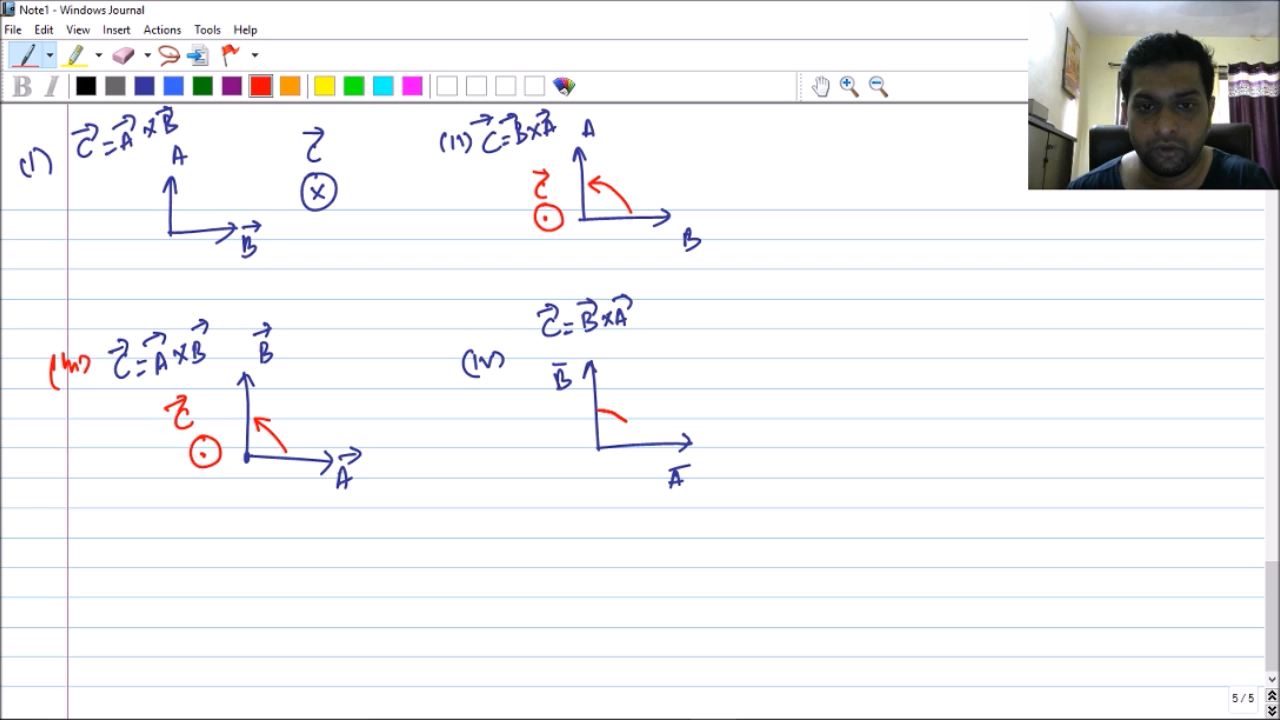 Note1 - Windows Journal
File Edit View Insert Actions Tools Help
B I
(i) C⃗ = A⃗ × B⃗
A
B⃗
C⃗
(ii) C⃗ = B⃗ × A⃗
A
C⃗
B
(iii) C⃗ = A⃗ × B⃗
B⃗
C⃗
A⃗
C⃗ = B⃗ × A⃗
(iv)
B̄
Ā
5 / 5